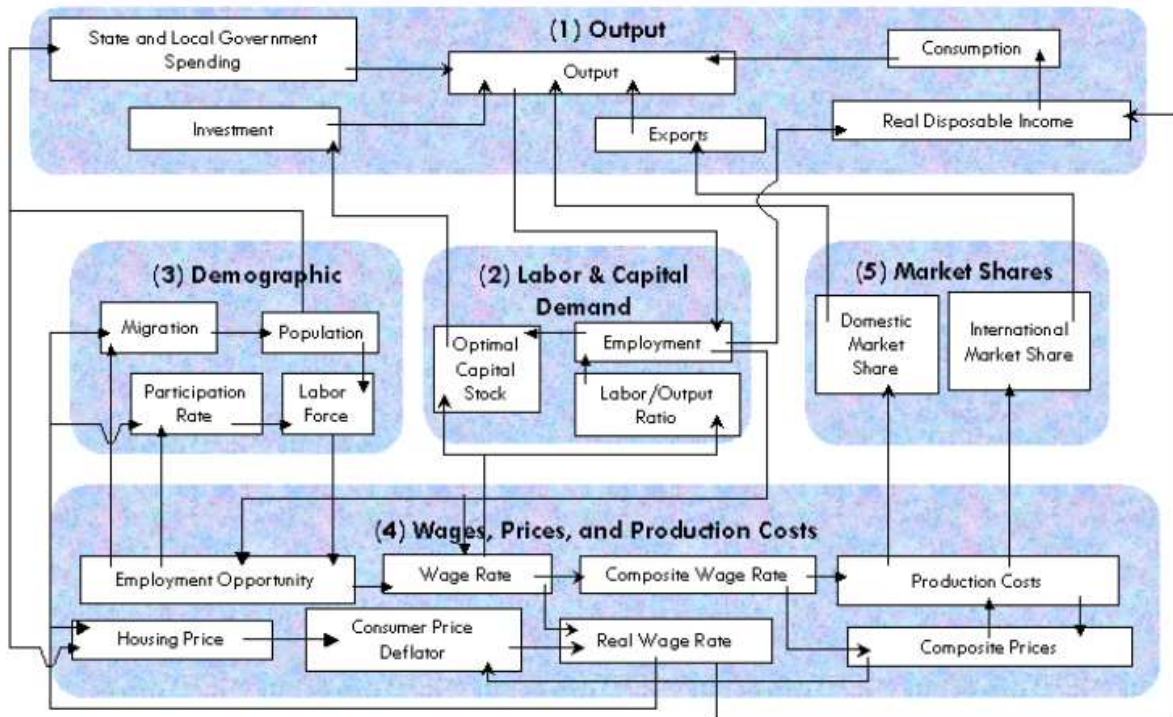 (1) Output
State and Local Government
Spending
Output
Consumption
Investment
Exports
Real Disposable Income
(3) Demographic
Migration
Population
Participation
Rate
Labor
Force
(2) Labor & Capital
Demand
Optimal
Capital
Stock
Employment
Labor/Output
Ratio
(5) Market Shares
Domestic
Market
Share
International
Market Share
(4) Wages, Prices, and Production Costs
Employment Opportunity
Wage Rate
Composite Wage Rate
Production Costs
Housing Price
Consumer Price
Deflator
Real Wage Rate
Composite Prices